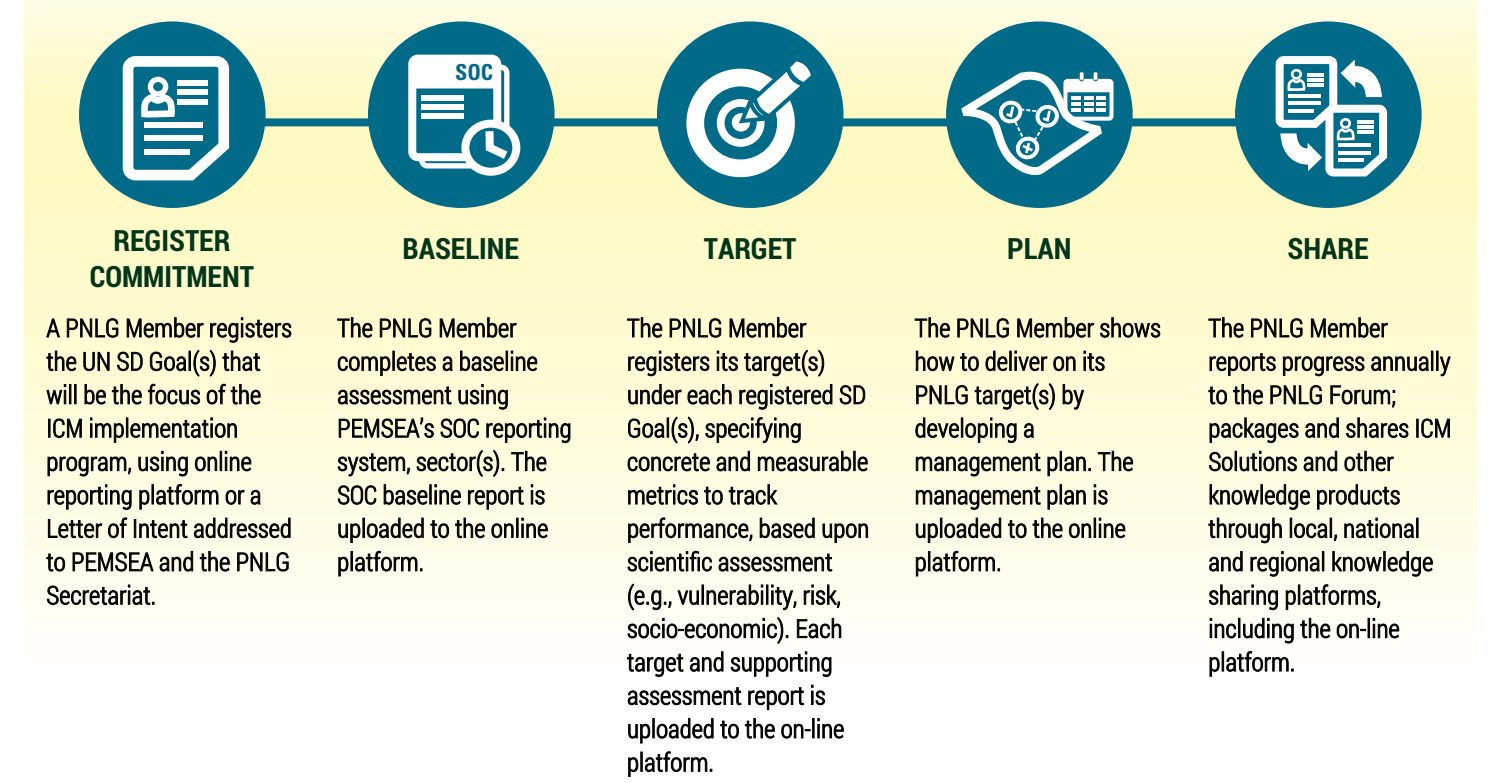 SOC
REGISTER
COMMITMENT
A PNLG Member registers
the UN SD Goal(s) that
will be the focus of the
ICM implementation
program, using online
reporting platform or a
Letter of Intent addressed
to PEMSEA and the PNLG
Secretariat.
BASELINE
The PNLG Member
completes a baseline
assessment using
PEMSEA's SOC reporting
system, sector(s). The
SOC baseline report is
uploaded to the online
platform.
TARGET
The PNLG Member
registers its target(s)
under each registered SD
Goal(s), specifying
concrete and measurable
metrics to track
performance, based upon
scientific assessment
(e.g., vulnerability, risk,
socio-economic). Each
target and supporting
assessment report is
uploaded to the on-line
platform.
PLAN
The PNLG Member shows
how to deliver on its
PNLG target(s) by
developing a
management plan. The
management plan is
uploaded to the online
platform.
SHARE
The PNLG Member
reports progress annually
to the PNLG Forum;
packages and shares ICM
Solutions and other
knowledge products
through local, national
and regional knowledge
sharing platforms,
including the on-line
platform.